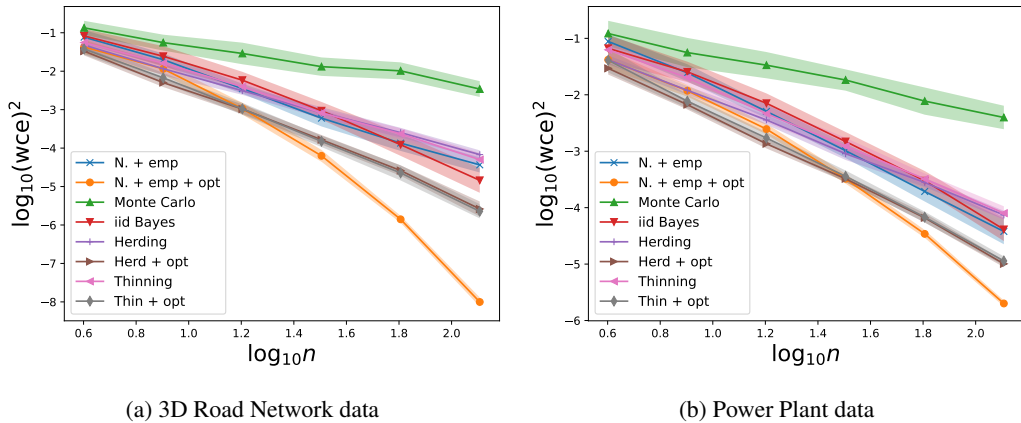 (a)
−1
−2
−3
−4
−5
−6
−7
−8
log10(wce)²
N. + emp
N. + emp + opt
Monte Carlo
iid Bayes
Herding
Herd + opt
Thinning
Thin + opt
0.6 0.8 1.0 1.2 1.4 1.6 1.8 2.0
log10 n
(b)
−1
−2
−3
−4
−5
−6
log10(wce)²
N. + emp
N. + emp + opt
Monte Carlo
iid Bayes
Herding
Herd + opt
Thinning
Thin + opt
0.6 0.8 1.0 1.2 1.4 1.6 1.8 2.0
log10 n
(a) 3D Road Network data
(b) Power Plant data